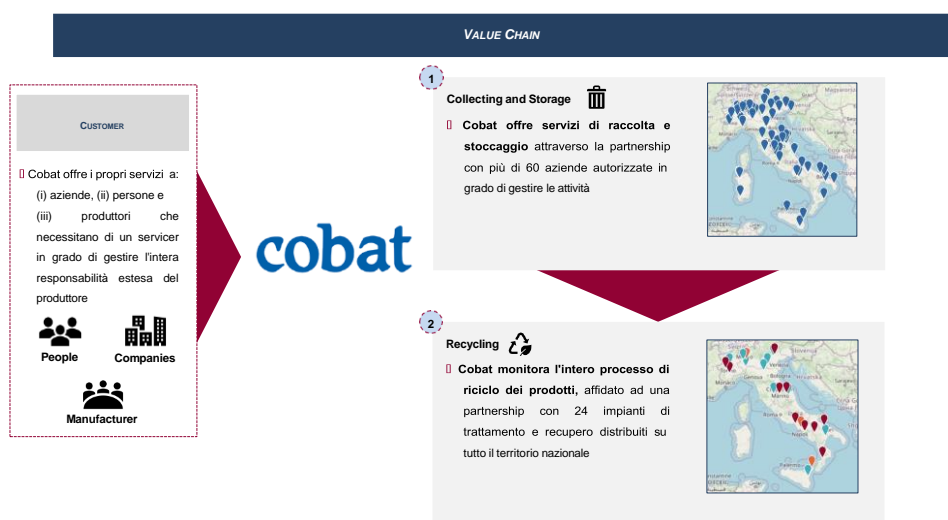 VALUE CHAIN
CUSTOMER
Cobat offre i propri servizi a:
(i) aziende, (ii) persone e
(iii) produttori che
necessitano di un servicer
in grado di gestire l'intera
responsabilità estesa del
produttore
People
Companies
Manufacturer
cobat
1
Collecting and Storage
Cobat offre servizi di raccolta e
stoccaggio attraverso la partnership
con più di 60 aziende autorizzate in
grado di gestire le attività
2
Recycling
Cobat monitora l'intero processo di
riciclo dei prodotti, affidato ad una
partnership con 24 impianti di
trattamento e recupero distribuiti su
tutto il territorio nazionale